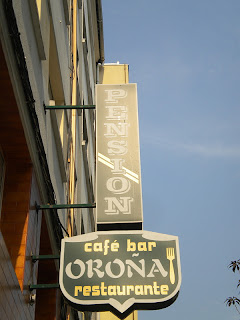 PENSION
café bar
OROÑA
restaurante